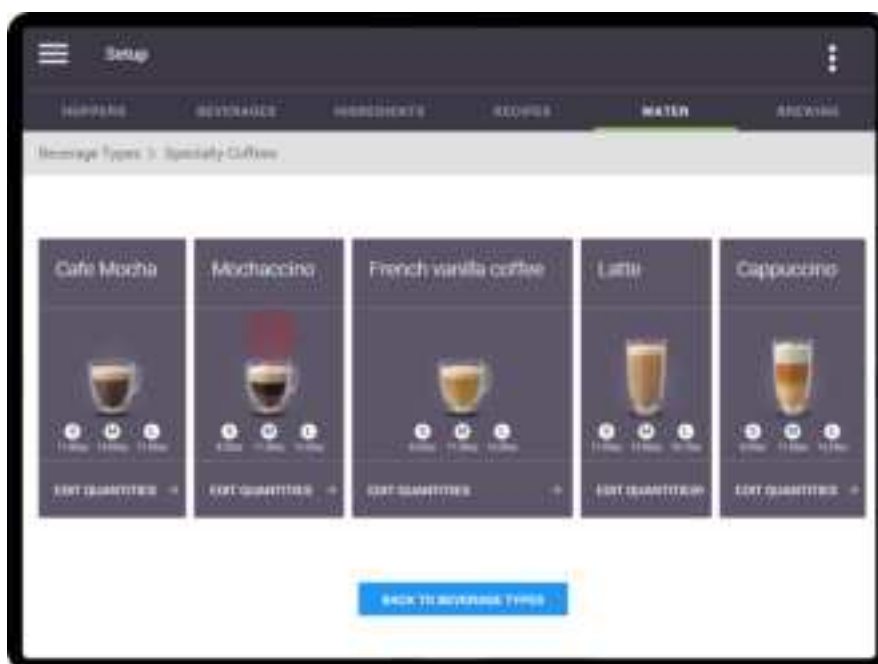 Setup
HOPPERS BEVERAGES INGREDIENTS RECIPES WATER BREWING
Beverage Types > Specialty Coffees
Cafe Mocha
S M L
EDIT QUANTITIES
Mochaccino
S M L
EDIT QUANTITIES
French vanilla coffee
S M L
EDIT QUANTITIES
Latte
S M L
EDIT QUANTITIES
Cappuccino
S M L
EDIT QUANTITIES
BACK TO BEVERAGE TYPES